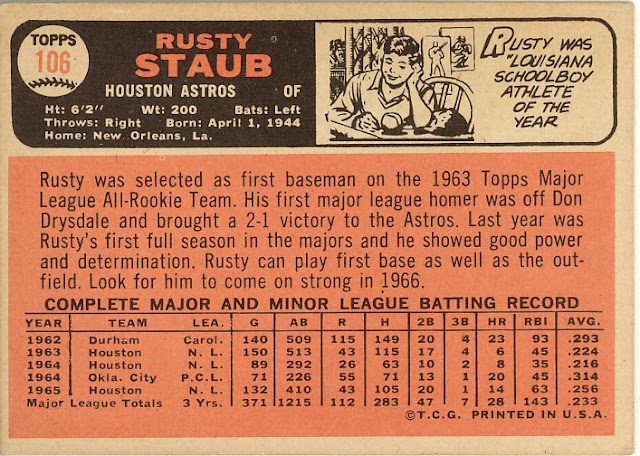 TOPPS
106
RUSTY
STAUB
HOUSTON ASTROS OF
Ht: 6'2" Wt: 200 Bats: Left
Throws: Right Born: April 1, 1944
Home: New Orleans, La.
RUSTY WAS
"LOUISIANA
SCHOOLBOY
ATHLETE
OF THE
YEAR
Rusty was selected as first baseman on the 1963 Topps Major
League All-Rookie Team. His first major league homer was off Don
Drysdale and brought a 2-1 victory to the Astros. Last year was
Rusty's first full season in the majors and he showed good power
and determination. Rusty can play first base as well as the out-
field. Look for him to come on strong in 1966.
COMPLETE MAJOR AND MINOR LEAGUE BATTING RECORD
YEAR TEAM LEA. G AB R H 2B 3B HR RBI AVG.
1962 Durham Carol. 140 509 115 149 20 4 23 93 .293
1963 Houston N. L. 150 513 43 115 17 4 6 45 .224
1964 Houston N. L. 89 292 26 63 10 2 8 45 .216
1964 Okla. City P.C.L. 71 226 55 71 13 1 20 45 .314
1965 Houston N. L. 132 410 43 105 20 1 14 63 .256
Major League Totals 3 Yrs. 371 1215 112 283 47 7 28 143 .233
©T.C.G. PRINTED IN U.S.A.